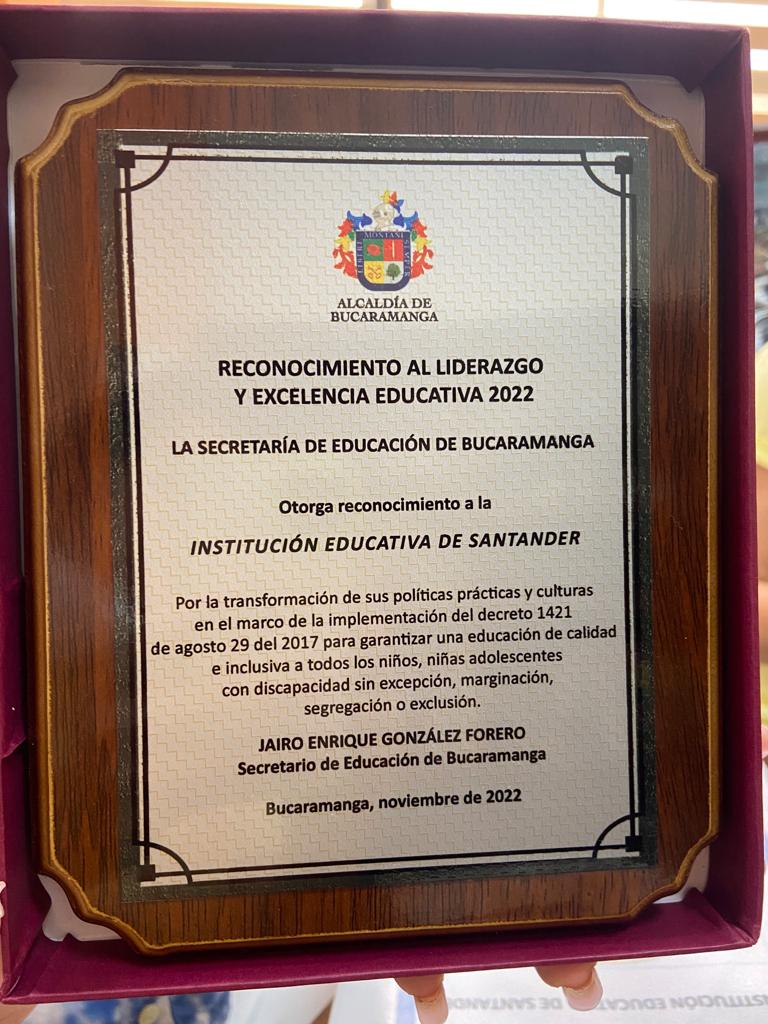 MONTANI
ALCALDÍA DE
BUCARAMANGA
RECONOCIMIENTO AL LIDERAZGO
Y EXCELENCIA EDUCATIVA 2022
LA SECRETARÍA DE EDUCACIÓN DE BUCARAMANGA
Otorga reconocimiento a la
INSTITUCIÓN EDUCATIVA DE SANTANDER
Por la transformación de sus políticas prácticas y culturas
en el marco de la implementación del decreto 1421
de agosto 29 del 2017 para garantizar una educación de calidad
e inclusiva a todos los niños, niñas adolescentes
con discapacidad sin excepción, marginación,
segregación o exclusión.
JAIRO ENRIQUE GONZÁLEZ FORERO
Secretario de Educación de Bucaramanga
Bucaramanga, noviembre de 2022